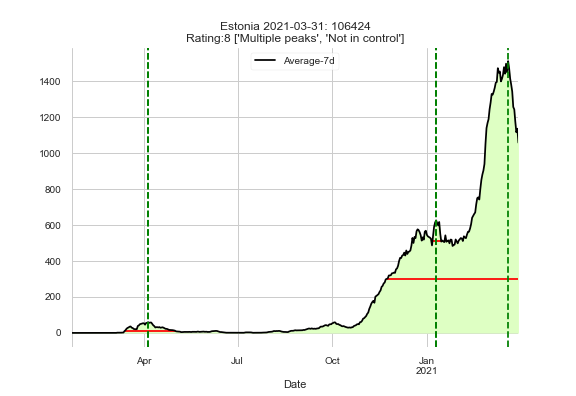 Estonia 2021-03-31: 106424
Rating:8 ['Multiple peaks', 'Not in control']
Average-7d
1400
1200
1000
800
600
400
200
0
Apr Jul Oct Jan
2021
Date